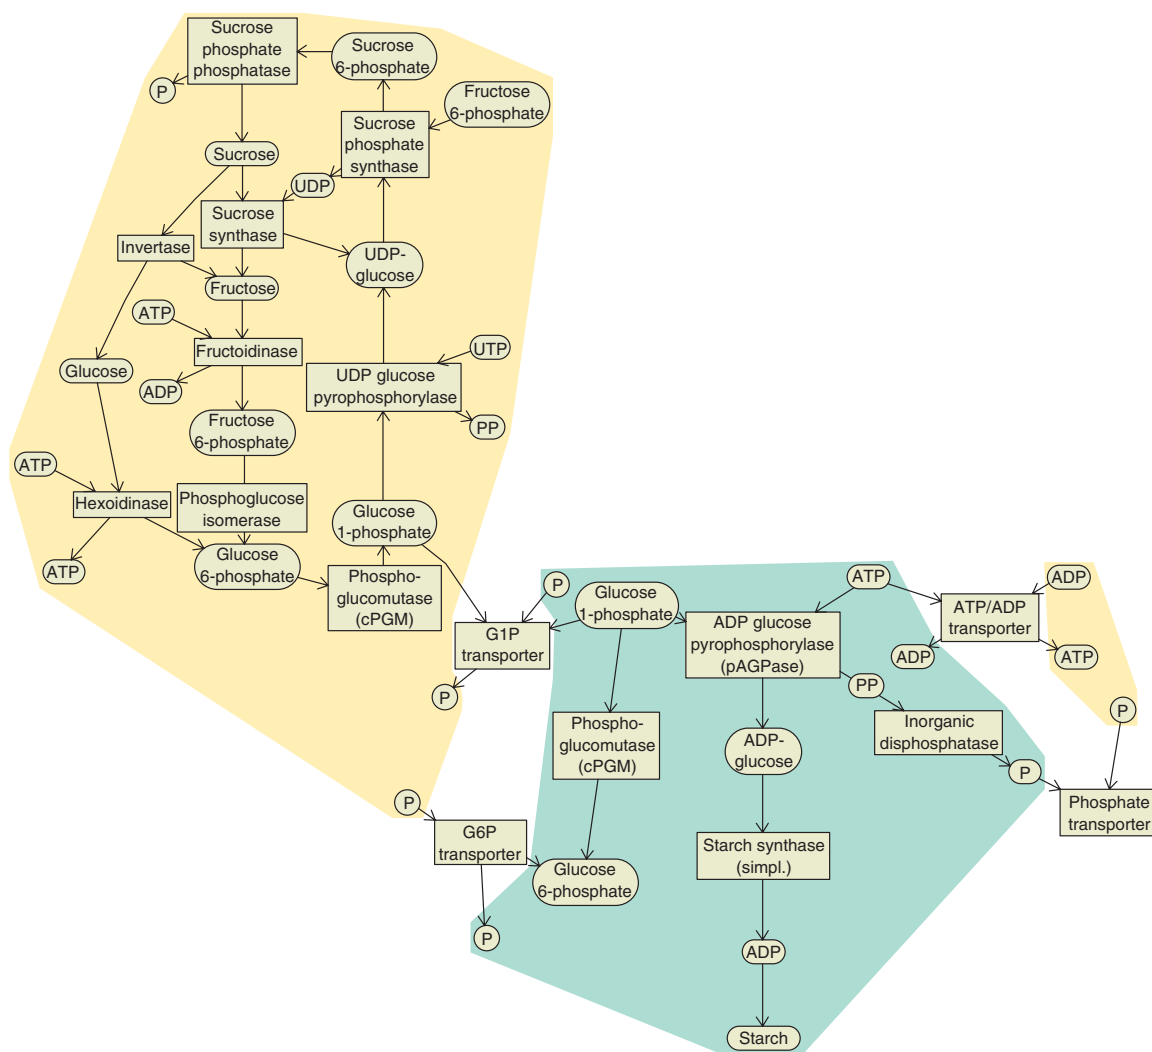 Sucrose
phosphate
phosphatase
Sucrose
6-phosphate
P
Fructose
6-phosphate
Sucrose
phosphate
synthase
Sucrose
UDP
Sucrose
synthase
Invertase
UDP-
glucose
Fructose
ATP
Fructoidinase
UTP
Glucose
ADP
UDP glucose
pyrophosphorylase
Fructose
6-phosphate
PP
ATP
Hexoidinase
Phosphoglucose
isomerase
Glucose
1-phosphate
ATP
Glucose
6-phosphate
Phospho-
glucomutase
(cPGM)
P
Glucose
1-phosphate
ATP
ADP
G1P
transporter
ADP glucose
pyrophosphorylase
(pAGPase)
ATP/ADP
transporter
ADP
ATP
P
PP
P
Phospho-
glucomutase
(cPGM)
ADP-
glucose
Inorganic
disphosphatase
P
P
Phosphate
transporter
G6P
transporter
Starch synthase
(simpl.)
Glucose
6-phosphate
P
ADP
Starch